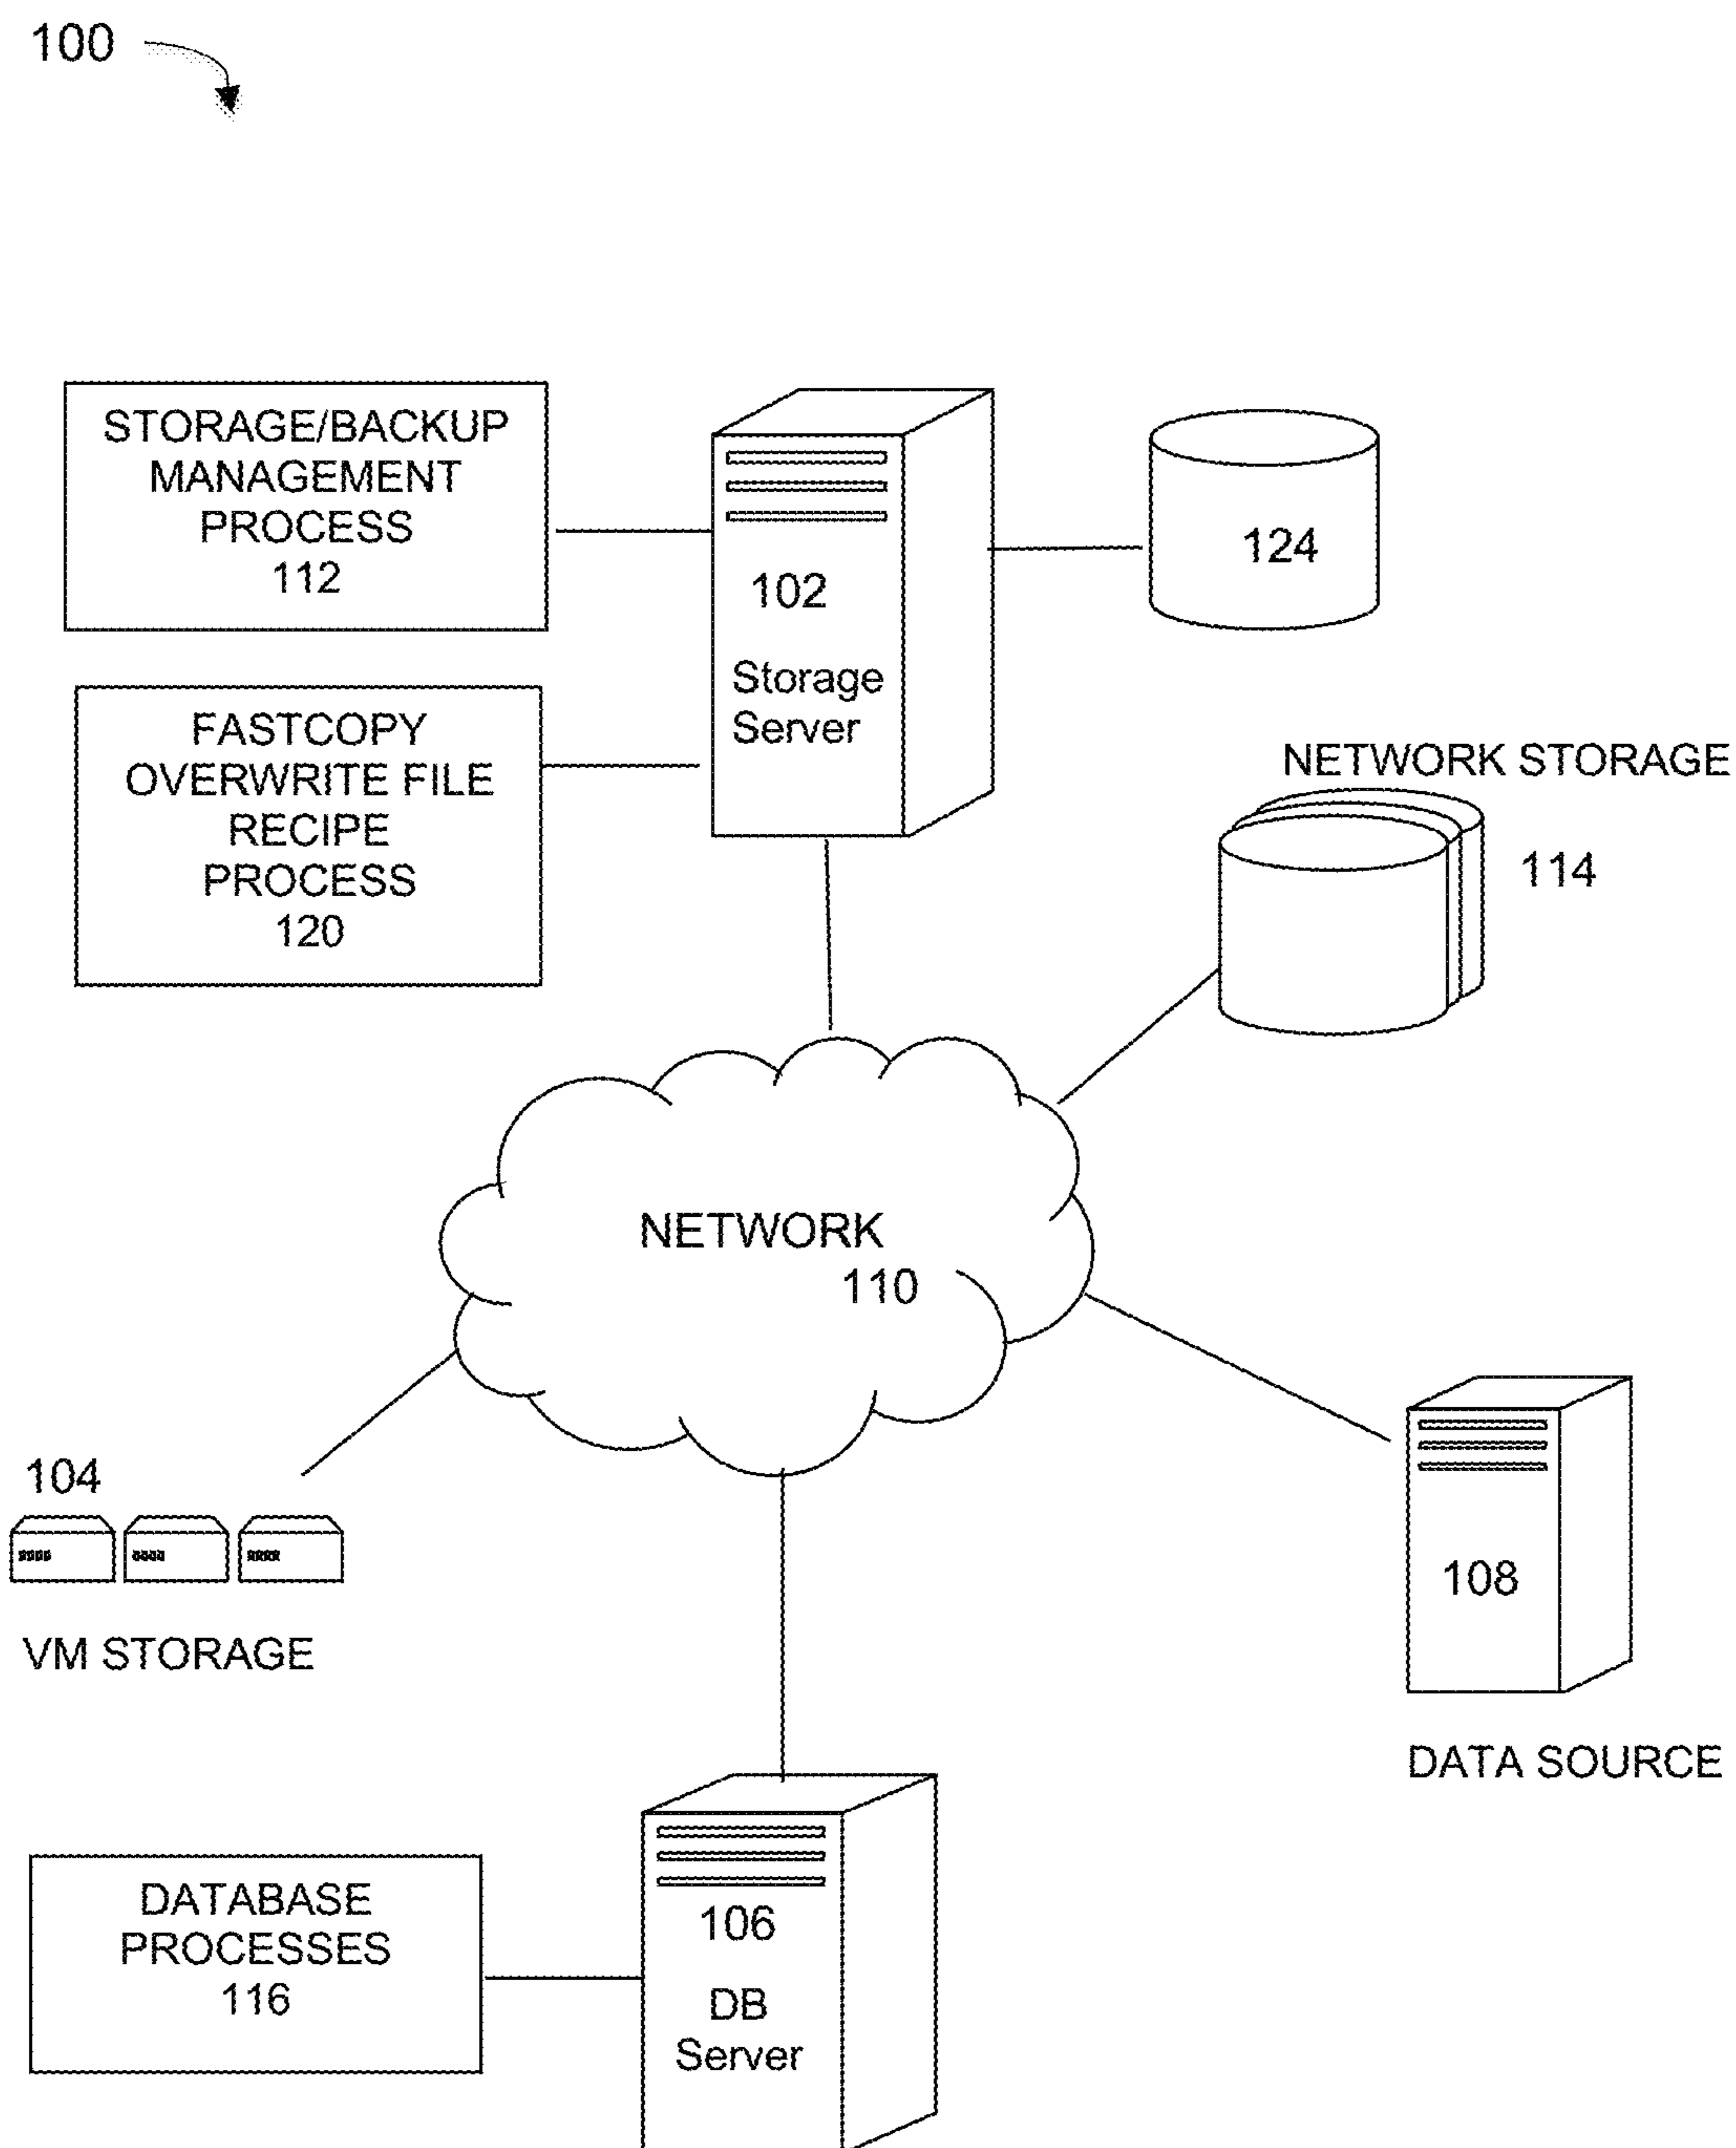 100
STORAGE/BACKUP
MANAGEMENT
PROCESS
112
102
Storage
Server
124
FASTCOPY
OVERWRITE FILE
RECIPE
PROCESS
120
NETWORK STORAGE
114
NETWORK
110
104
VM STORAGE
108
DATA SOURCE
DATABASE
PROCESSES
116
106
DB
Server